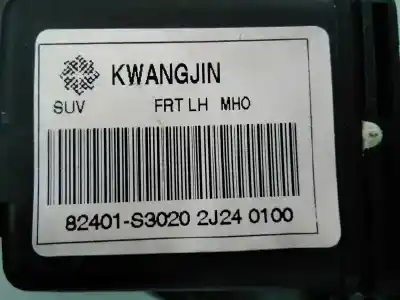 KWANGJIN
SUV FRT LH MHO
82401-S3020 2J24 0100